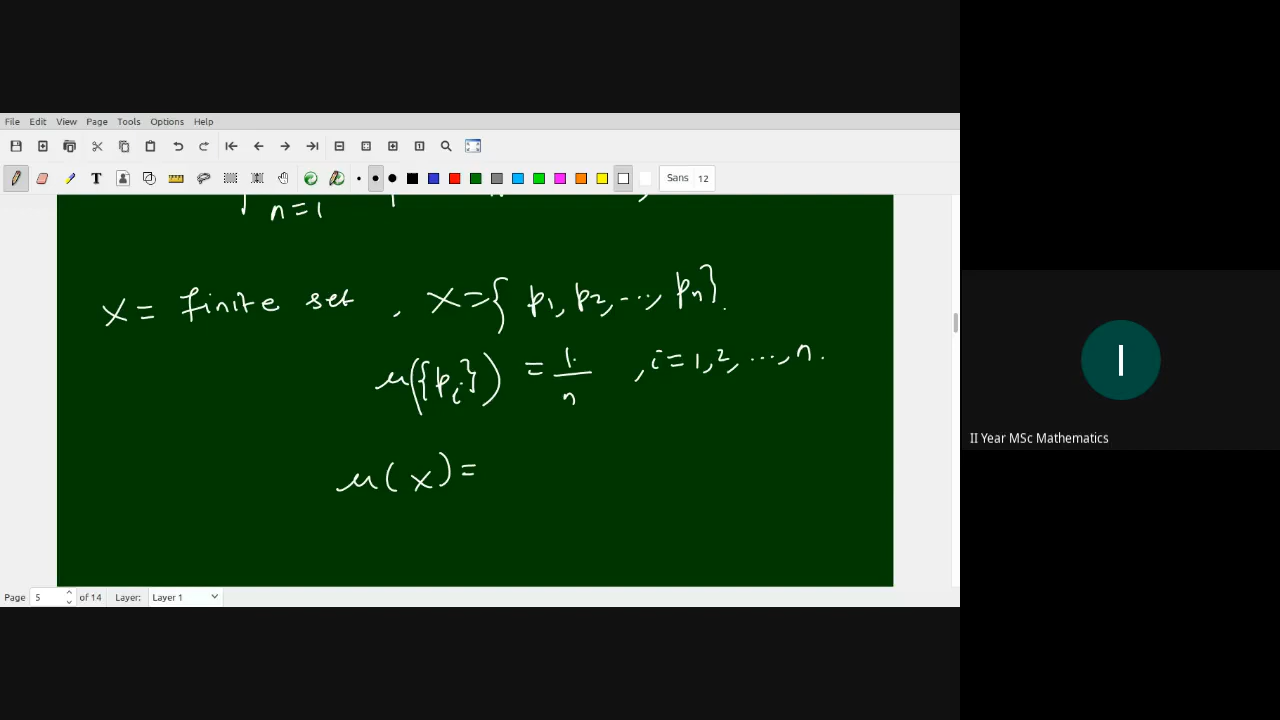 File Edit View Page Tools Options Help
Sans 12
n=1
X = finite set, X={ p1, p2, ..., pn}.
μ({pi}) = 1/n , i=1,2, ..., n.
μ(X)=
I
II Year MSc Mathematics
Page 5 of 14 Layer: Layer 1